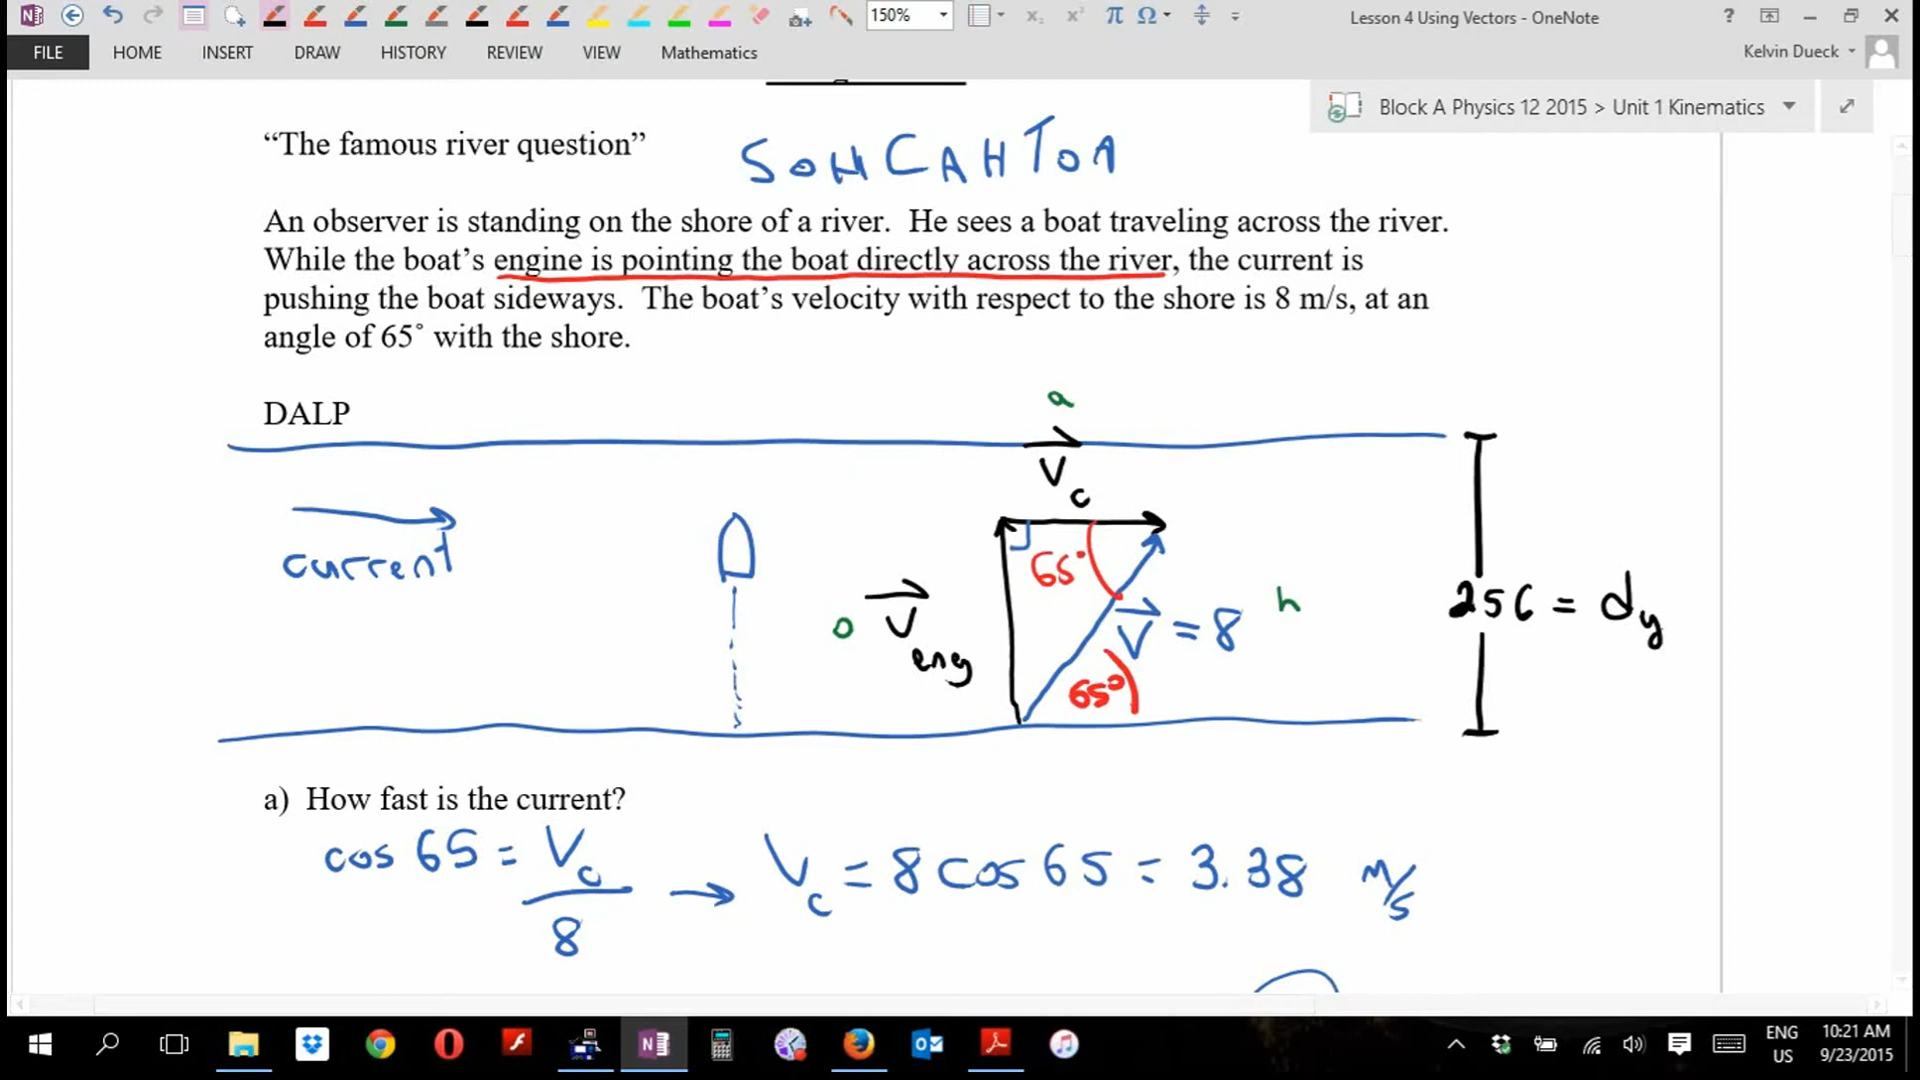 150%
Lesson 4 Using Vectors - OneNote
FILE HOME INSERT DRAW HISTORY REVIEW VIEW Mathematics
Kelvin Dueck
Block A Physics 12 2015 > Unit 1 Kinematics
“The famous river question”
SOHCAHTOA
An observer is standing on the shore of a river. He sees a boat traveling across the river.
While the boat’s engine is pointing the boat directly across the river, the current is
pushing the boat sideways. The boat’s velocity with respect to the shore is 8 m/s, at an
angle of 65˚ with the shore.
DALP
a
Vc
current
65°
o
Veng
V = 8
h
256 = dy
65°
a) How fast is the current?
cos 65 = Vc/8 → Vc = 8 cos 65 = 3.38 m/s
ENG
US
10:21 AM
9/23/2015